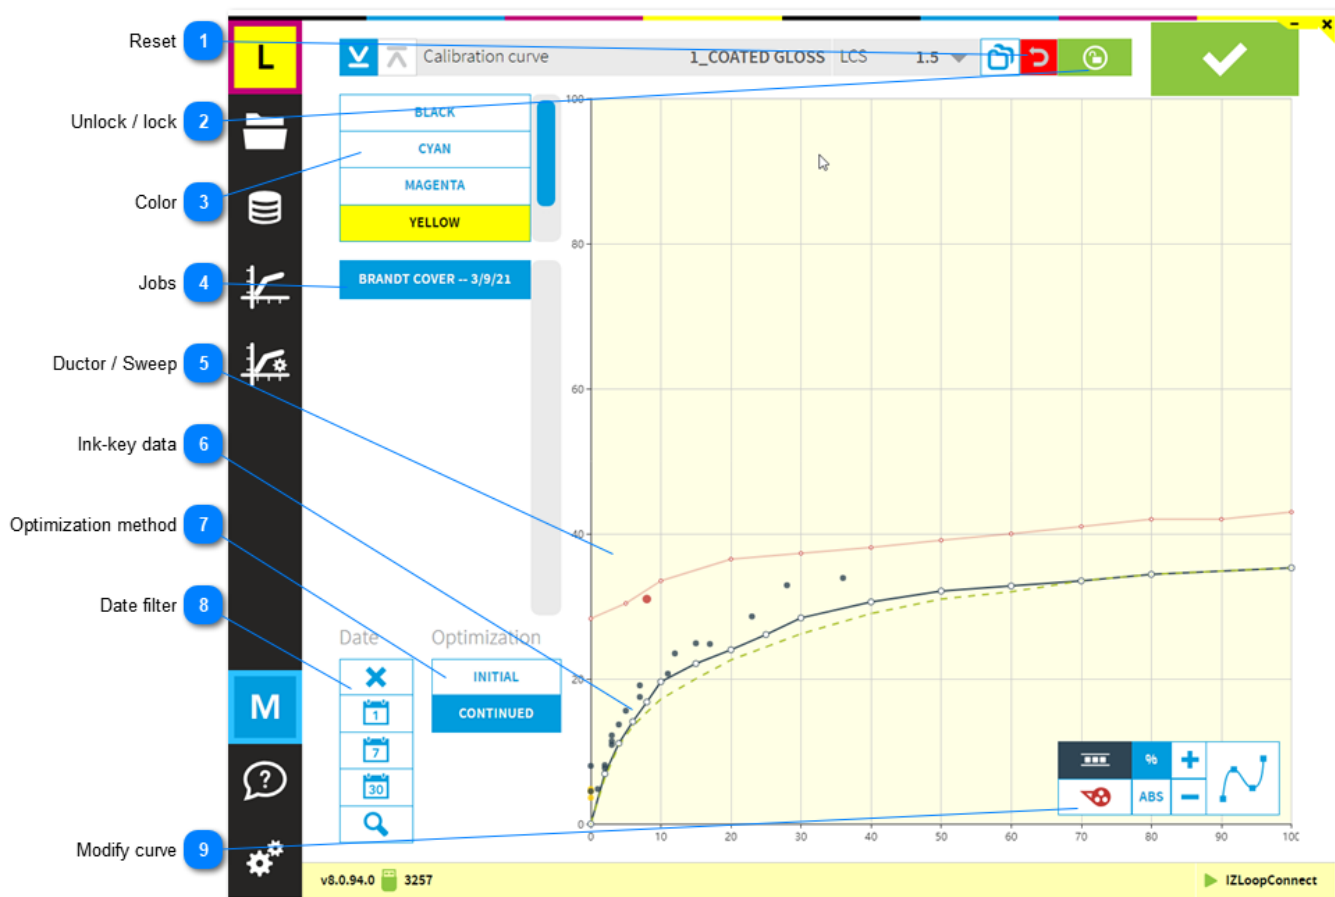 Reset 1
L
Calibration curve 1_COATED GLOSS LCS 1.5
Unlock / lock 2
BLACK
CYAN
MAGENTA
YELLOW
Color 3
Jobs 4
BRANDT COVER -- 3/9/21
Ductor / Sweep 5
Ink-key data 6
Optimization method 7
Date filter 8
Date Optimization
INITIAL
CONTINUED
1
7
30
M
?
Modify curve 9
100
80
60
40
20
0
0 10 20 30 40 50 60 70 80 90 100
%
ABS
v8.0.94.0 3257 IZLoopConnect